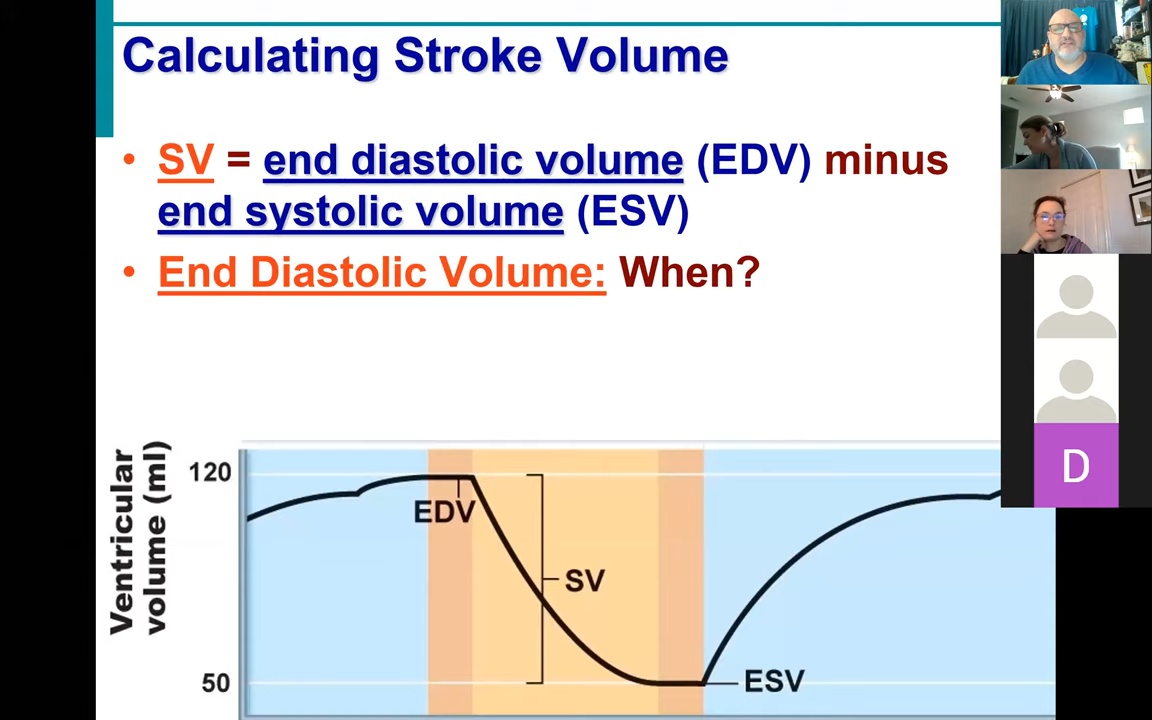 Calculating Stroke Volume
• SV = end diastolic volume (EDV) minus
end systolic volume (ESV)
• End Diastolic Volume: When?
Ventricular
volume (ml)
120
EDV
SV
50
ESV
D